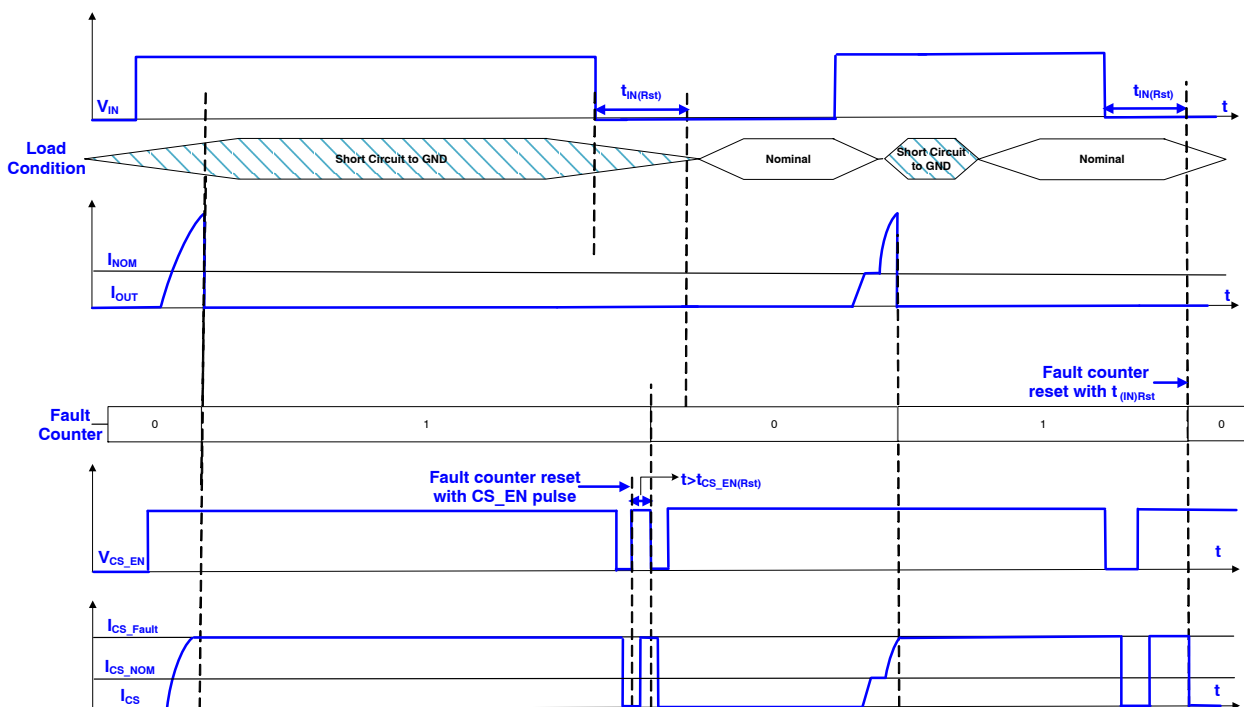 V_IN
t_IN(Rst)
t_IN(Rst)
t
Load
Condition
Short Circuit to GND
Nominal
Short Circuit
to GND
Nominal
I_NOM
I_OUT
t
Fault counter
reset with t_(IN)Rst
Fault
Counter
0
1
0
1
0
Fault counter reset
with CS_EN pulse
t>t_CS_EN(Rst)
V_CS_EN
t
I_CS_Fault
I_CS_NOM
I_CS
t